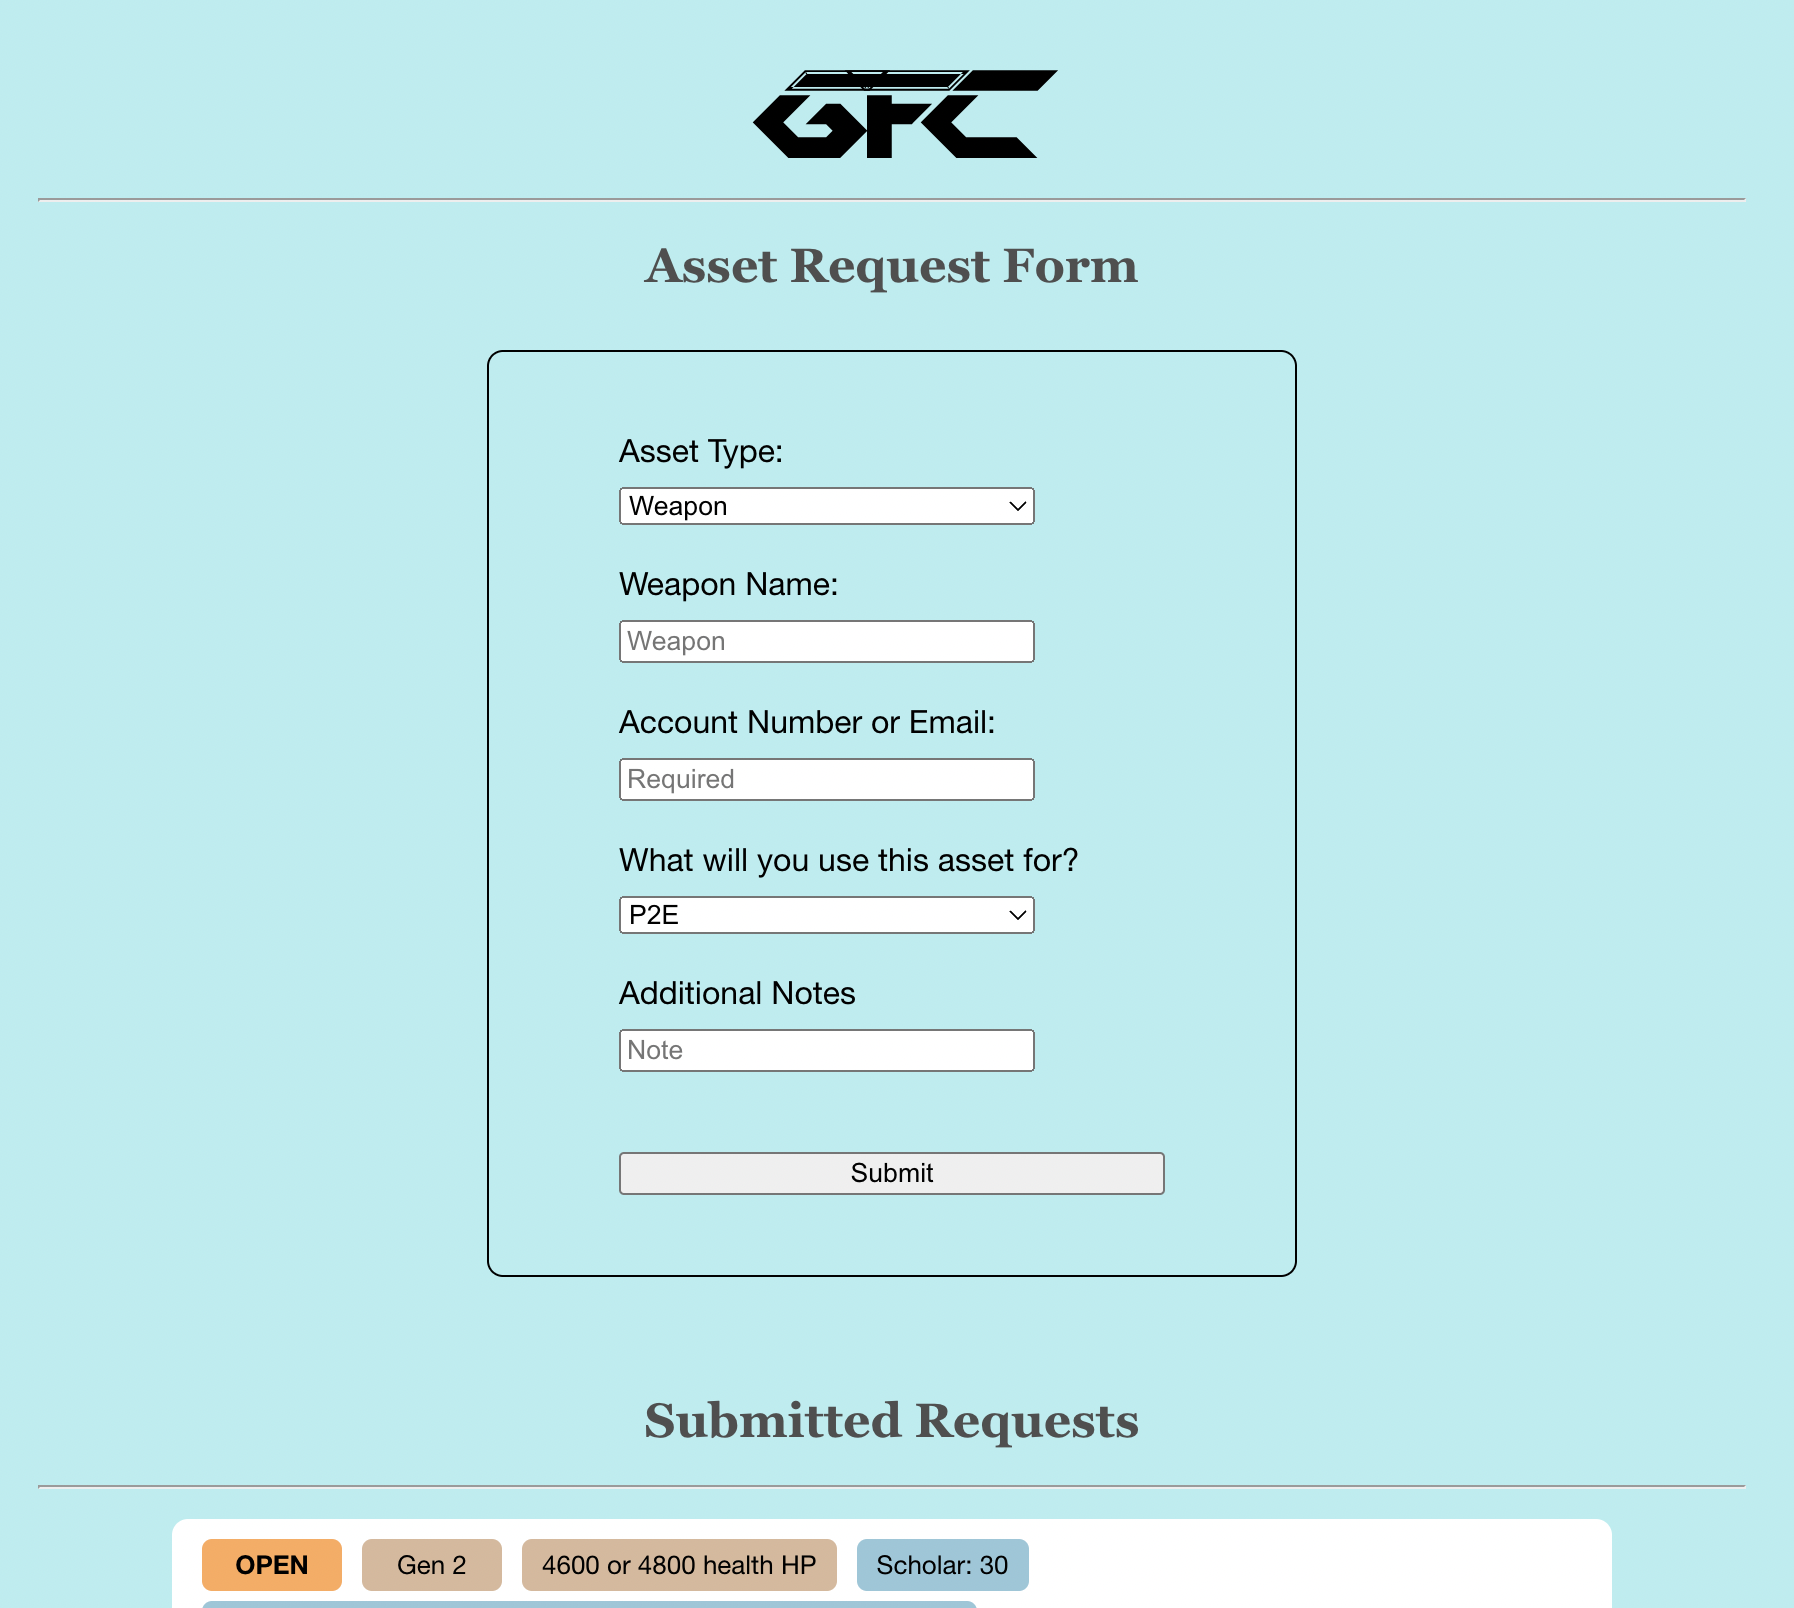 GFC
Asset Request Form
Asset Type:
Weapon
Weapon Name:
Weapon
Account Number or Email:
Required
What will you use this asset for?
P2E
Additional Notes
Note
Submit
Submitted Requests
OPEN Gen 2 4600 or 4800 health HP Scholar: 30